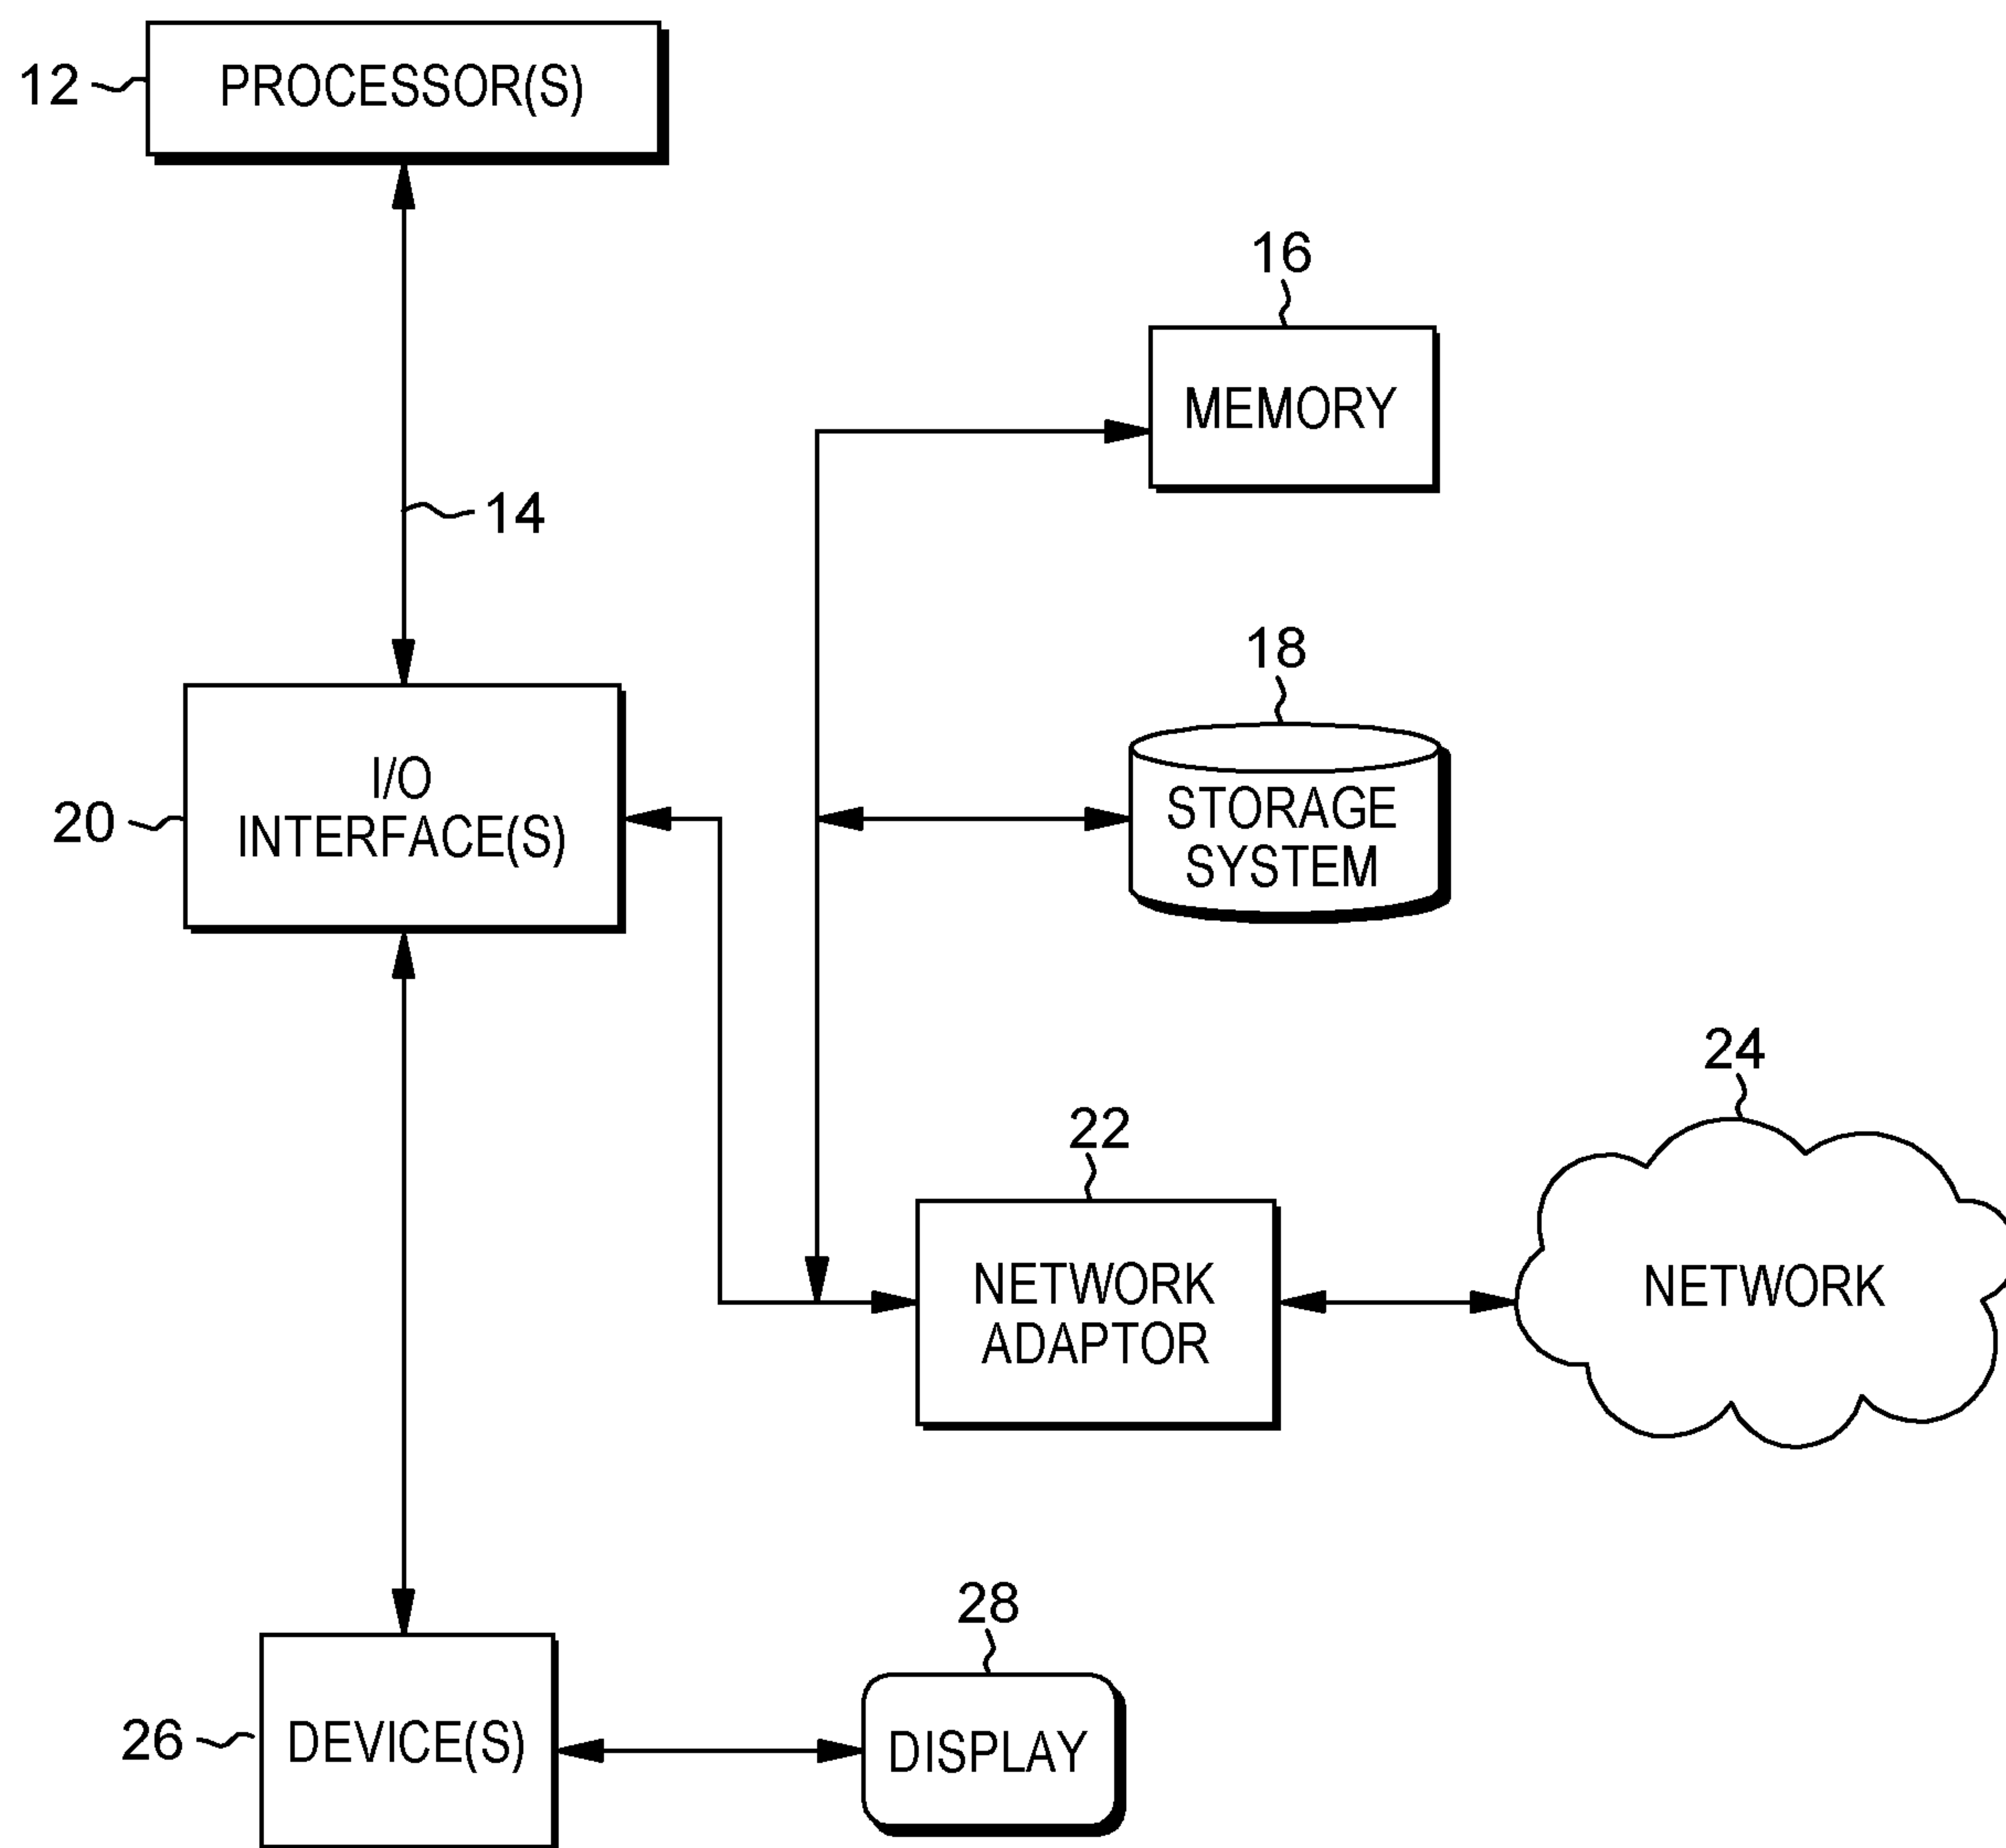 12
PROCESSOR(S)
16
MEMORY
14
18
I/O
INTERFACE(S)
20
STORAGE
SYSTEM
24
22
NETWORK
ADAPTOR
NETWORK
28
26
DEVICE(S)
DISPLAY